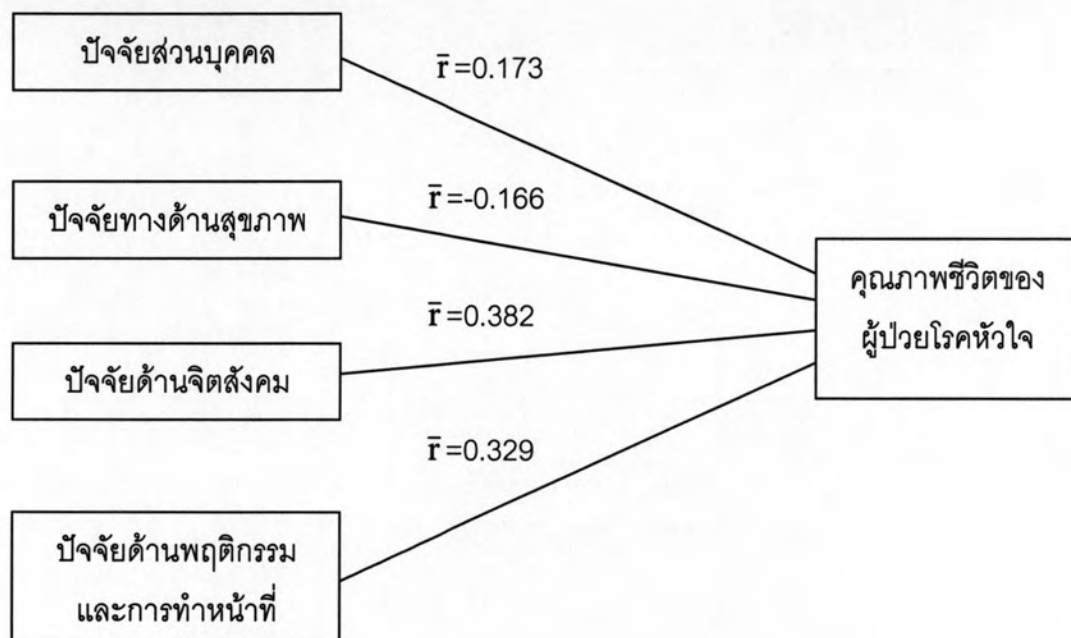 ปัจจัยส่วนบุคคล
r̄=0.173
ปัจจัยทางด้านสุขภาพ
r̄=-0.166
คุณภาพชีวิตของ
ผู้ป่วยโรคหัวใจ
r̄=0.382
ปัจจัยด้านจิตสังคม
r̄=0.329
ปัจจัยด้านพฤติกรรม
และการทำหน้าที่